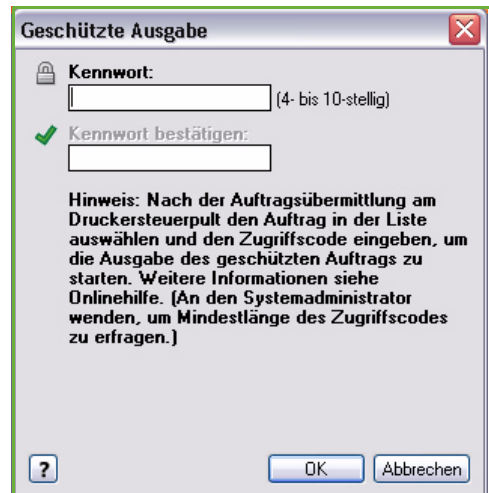 Geschützte Ausgabe
Kennwort:
(4- bis 10-stellig)
Kennwort bestätigen:
Hinweis: Nach der Auftragsübermittlung am
Druckersteuerpult den Auftrag in der Liste
auswählen und den Zugriffscode eingeben, um
die Ausgabe des geschützten Auftrags zu
starten. Weitere Informationen siehe
Onlinehilfe. (An den Systemadministrator
wenden, um Mindestlänge des Zugriffscodes
zu erfragen.)
?
OK
Abbrechen